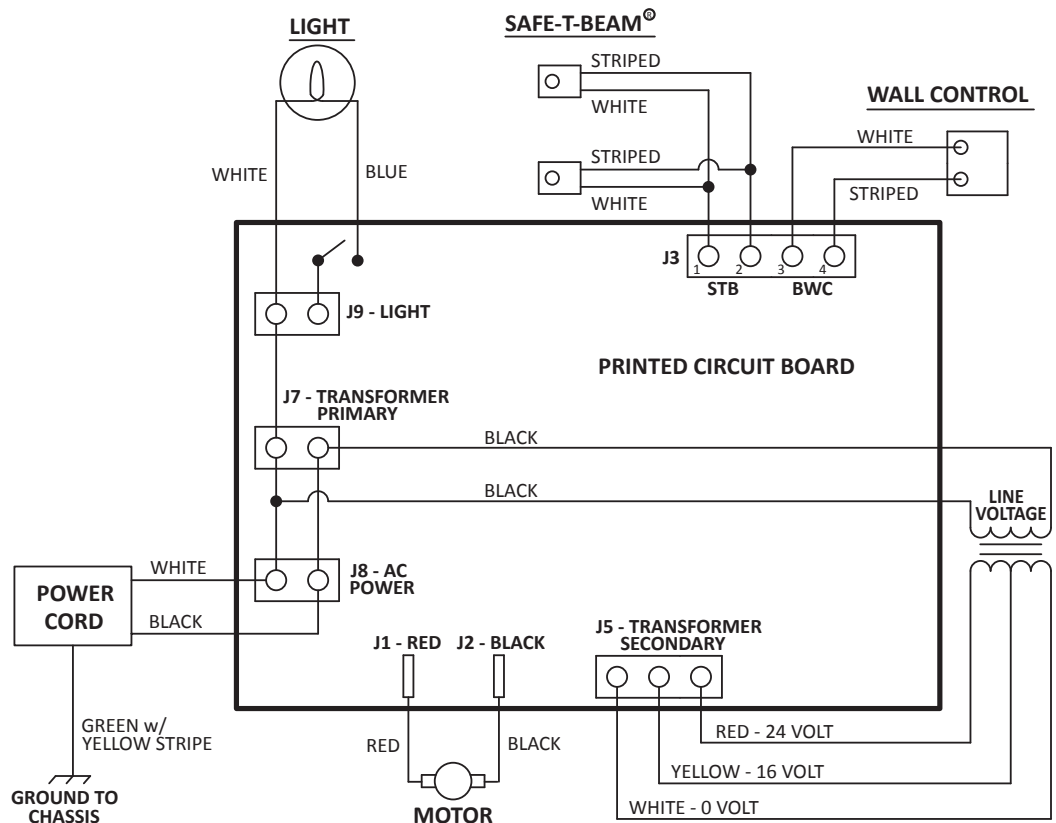 LIGHT
SAFE-T-BEAM®
STRIPED
WHITE
WALL CONTROL
WHITE
STRIPED
STRIPED
WHITE
WHITE
BLUE
J3
1 2 3 4
STB BWC
J9 - LIGHT
PRINTED CIRCUIT BOARD
J7 - TRANSFORMER
PRIMARY
BLACK
BLACK
LINE
VOLTAGE
WHITE
J8 - AC
POWER
POWER
CORD
BLACK
J1 - RED
J2 - BLACK
J5 - TRANSFORMER
SECONDARY
GREEN w/
YELLOW STRIPE
RED
BLACK
RED - 24 VOLT
YELLOW - 16 VOLT
WHITE - 0 VOLT
GROUND TO
CHASSIS
MOTOR